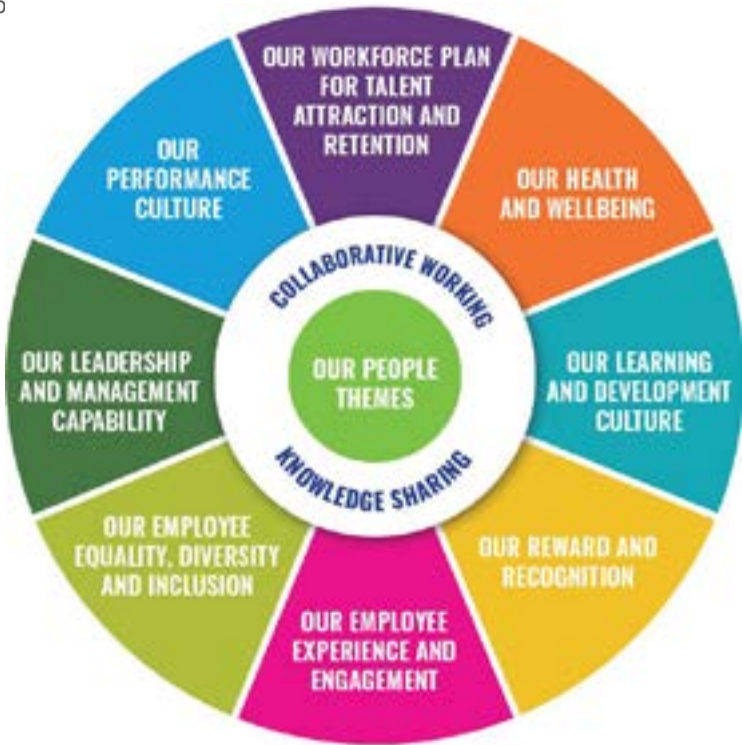 OUR WORKFORCE PLAN
FOR TALENT
ATTRACTION AND
RETENTION
OUR HEALTH
AND WELLBEING
OUR LEARNING
AND DEVELOPMENT
CULTURE
OUR REWARD AND
RECOGNITION
OUR EMPLOYEE
EXPERIENCE AND
ENGAGEMENT
OUR EMPLOYEE
EQUALITY, DIVERSITY
AND INCLUSION
OUR LEADERSHIP
AND MANAGEMENT
CAPABILITY
OUR
PERFORMANCE
CULTURE
COLLABORATIVE WORKING
OUR PEOPLE
THEMES
KNOWLEDGE SHARING